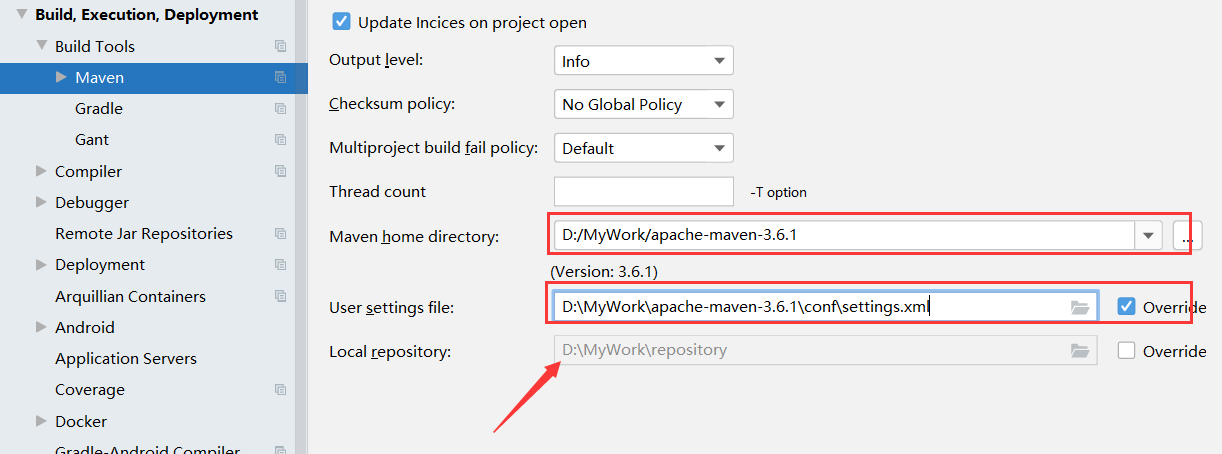 Build, Execution, Deployment
Build Tools
Maven
Gradle
Gant
Compiler
Debugger
Remote Jar Repositories
Deployment
Arquillian Containers
Android
Application Servers
Coverage
Docker
Gradle-Android Compiler
Update Incices on project open
Output level: Info
Checksum policy: No Global Policy
Multiproject build fail policy: Default
Thread count -T option
Maven home directory: D:/MyWork/apache-maven-3.6.1 ...
(Version: 3.6.1)
User settings file: D:\MyWork\apache-maven-3.6.1\conf\settings.xml Override
Local repository: D:\MyWork\repository Override